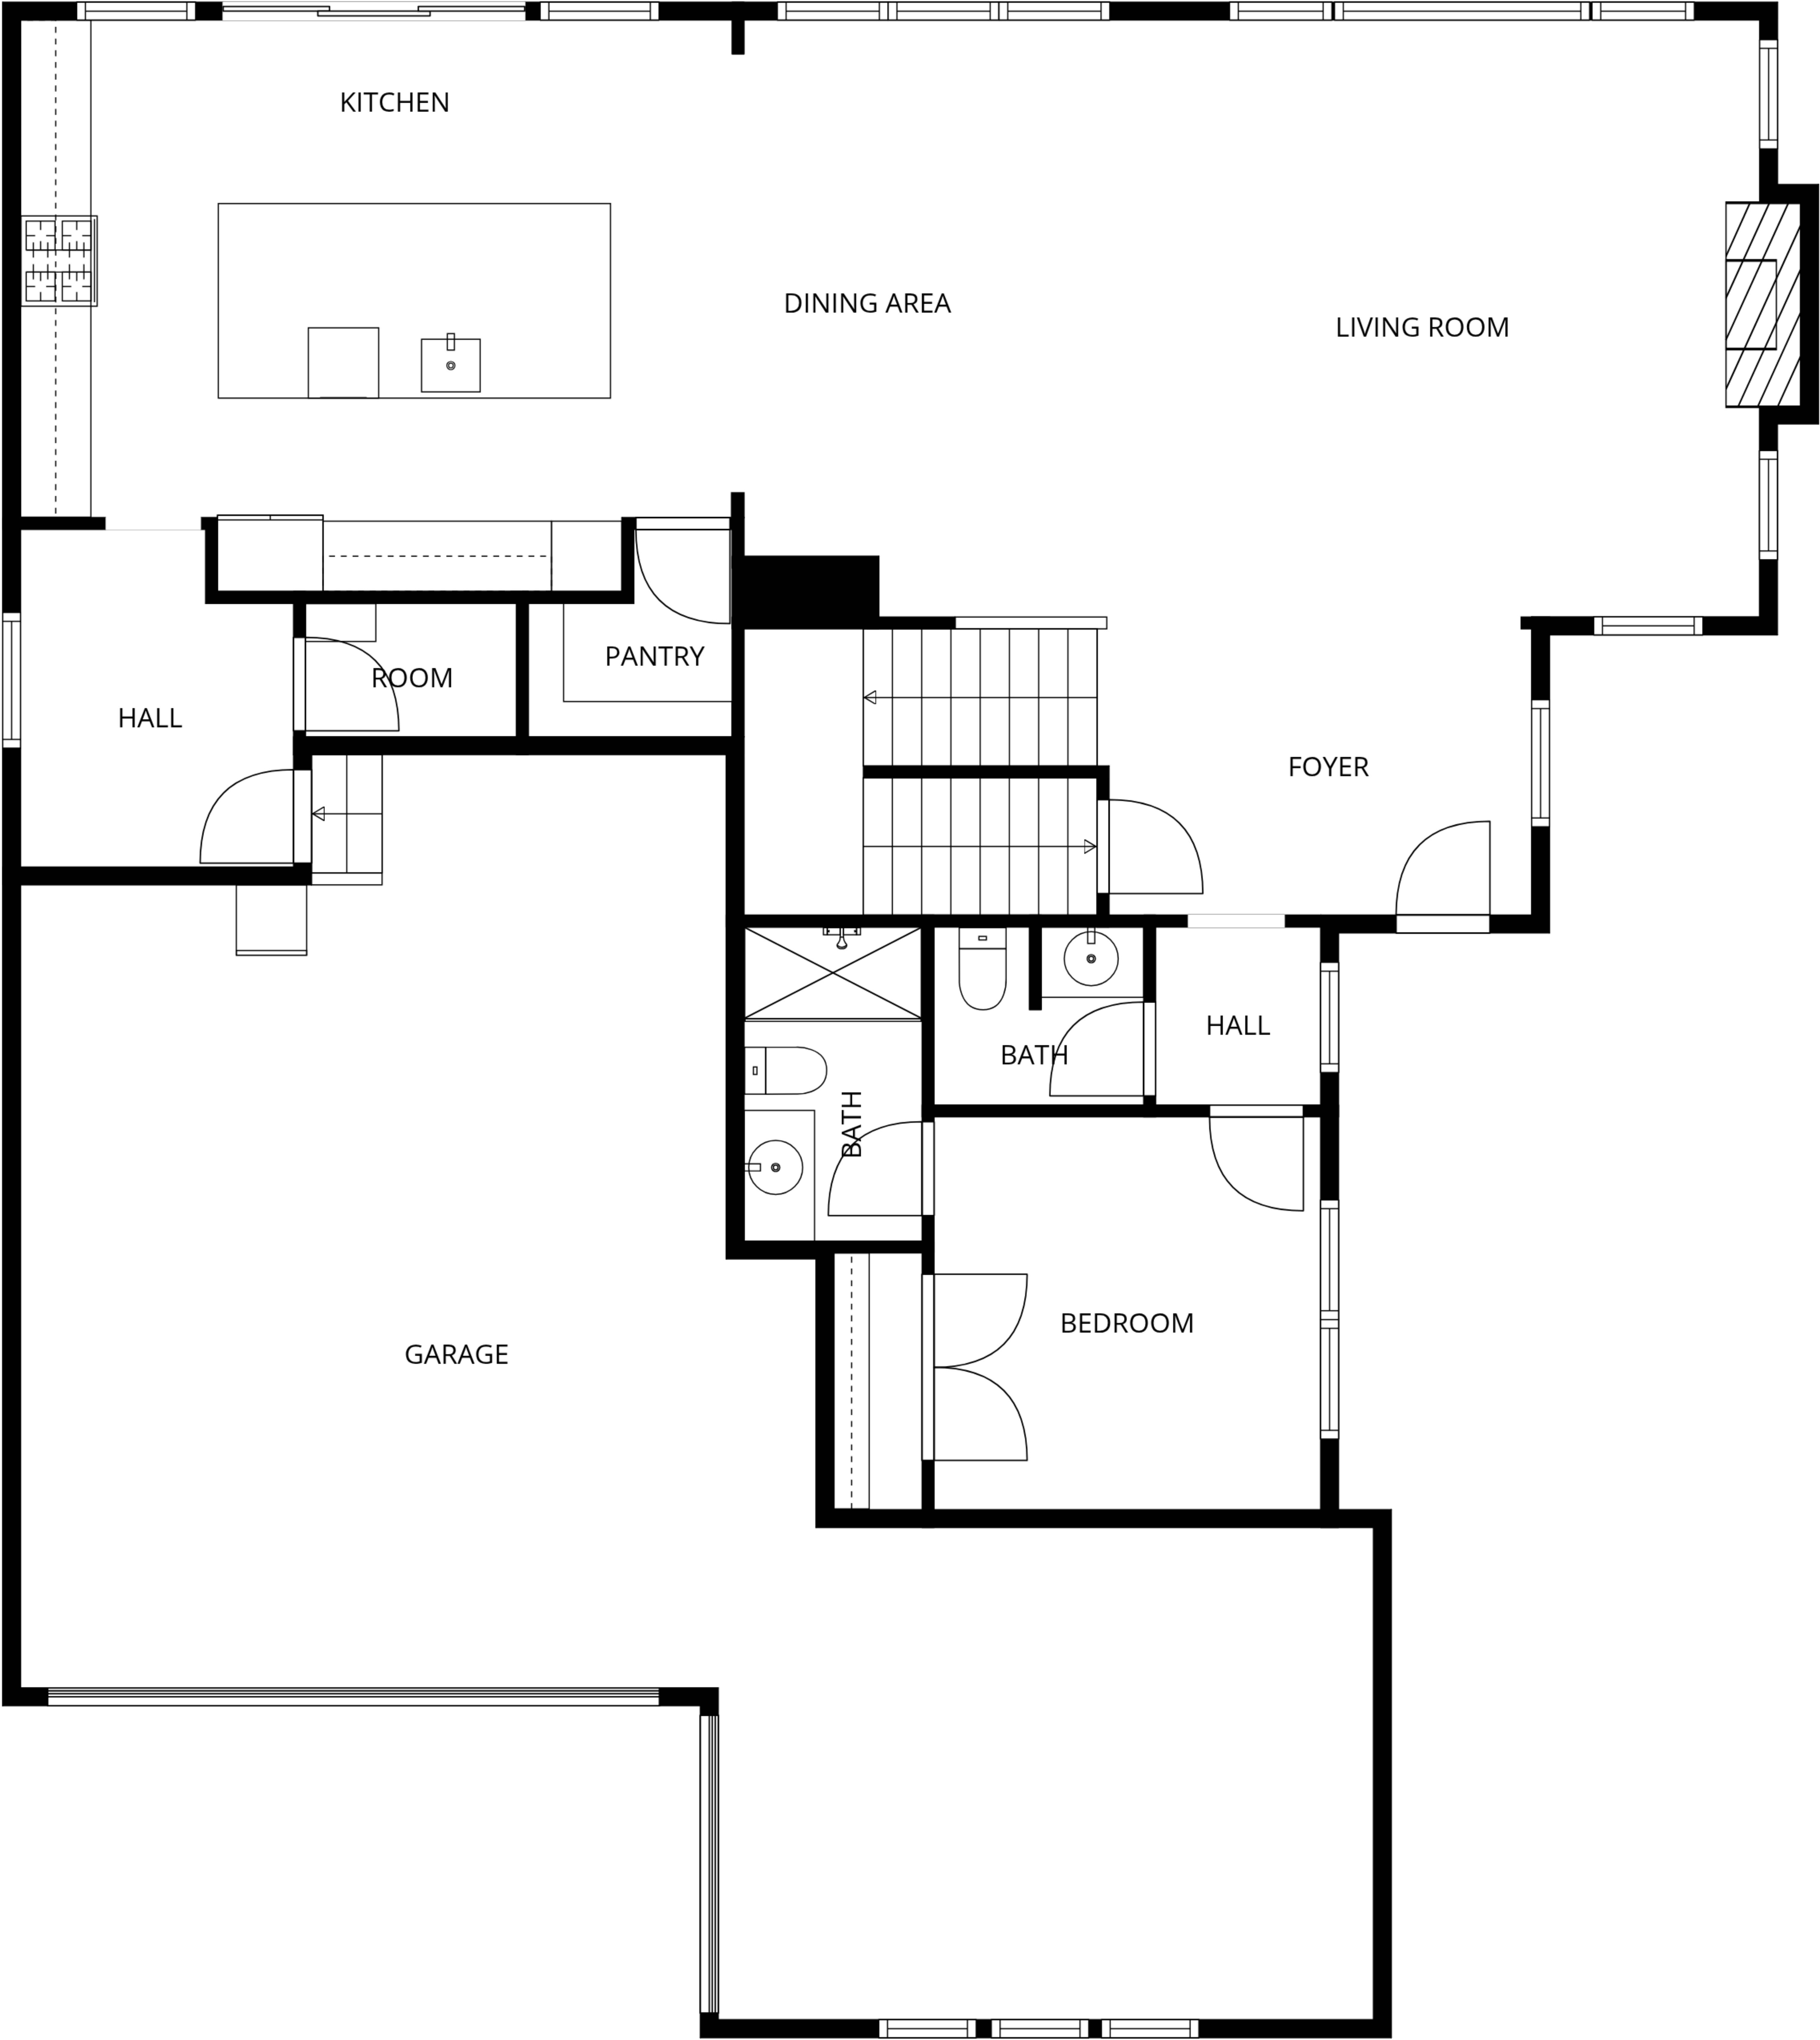 KITCHEN
DINING AREA
LIVING ROOM
PANTRY
ROOM
HALL
FOYER
HALL
BATH
BATH
BEDROOM
GARAGE